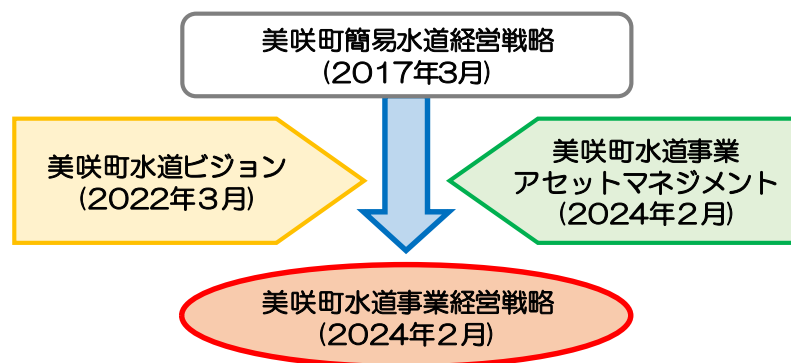 美咲町簡易水道経営戦略
(2017年3月)
美咲町水道ビジョン
(2022年３月)
美咲町水道事業
アセットマネジメント
(2024年２月)
美咲町水道事業経営戦略
(2024年２月)